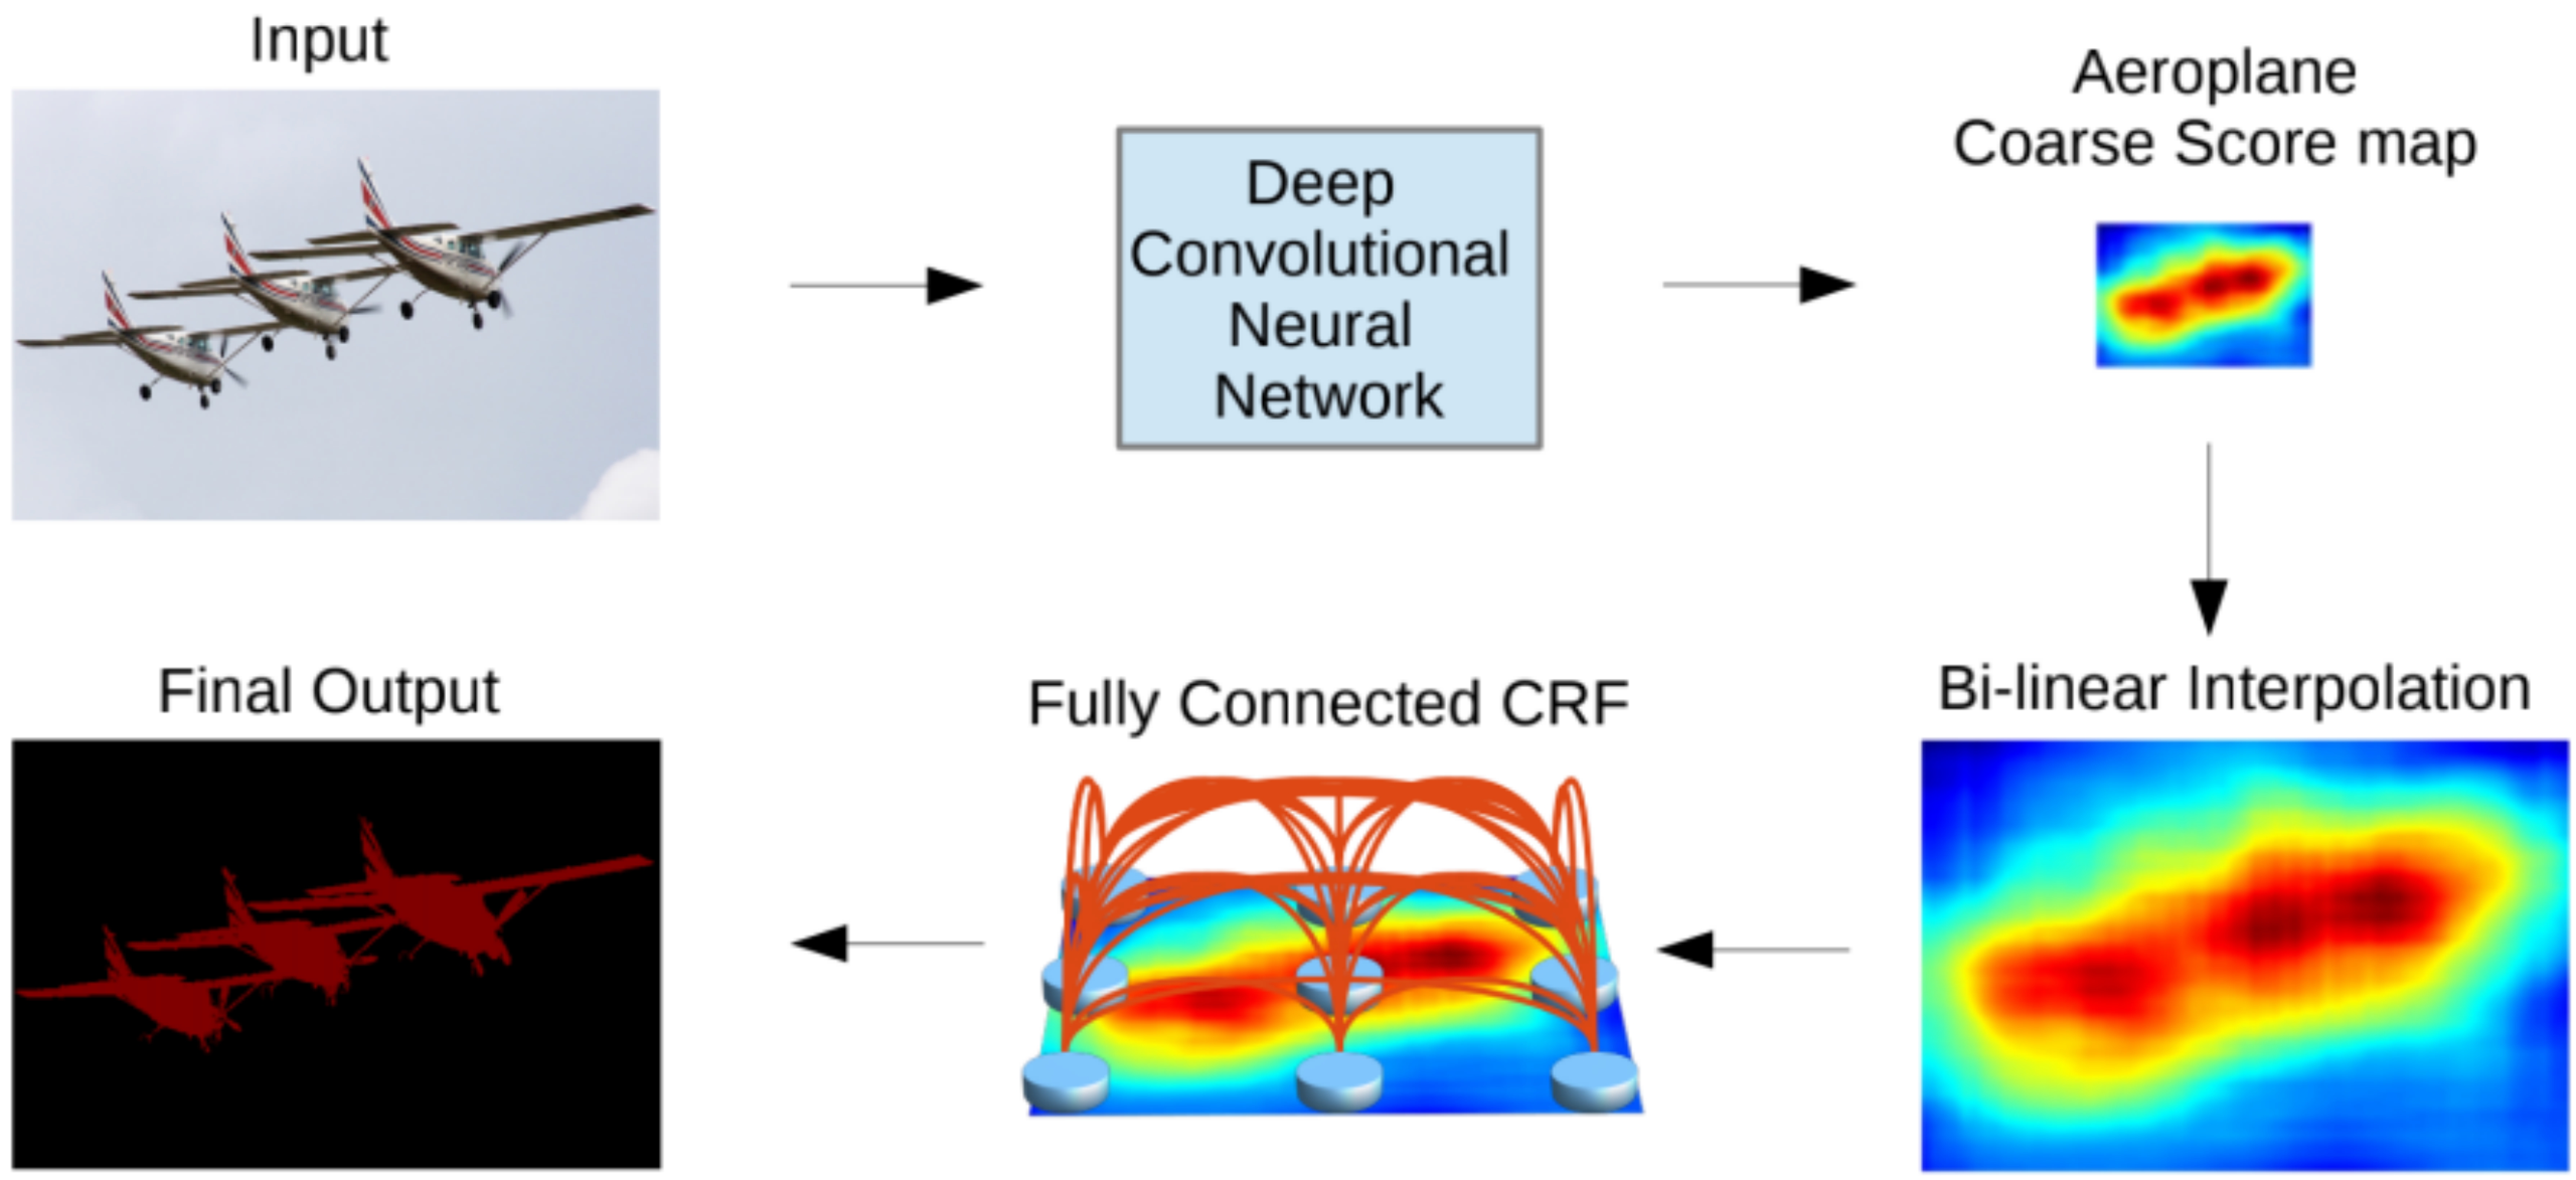 Input
Deep
Convolutional
Neural
Network
Aeroplane
Coarse Score map
Final Output
Fully Connected CRF
Bi-linear Interpolation